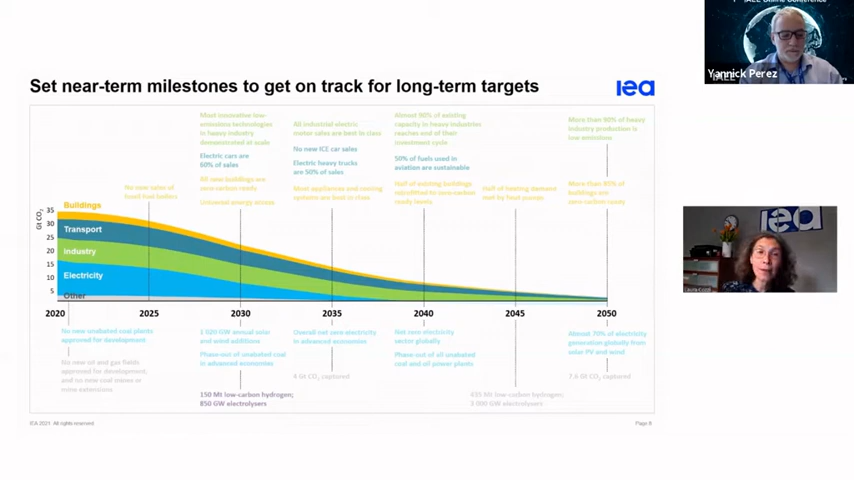 1st IAEE Online Conference
Yannick Perez
Set near-term milestones to get on track for long-term targets
iea
Most innovative low-
emissions technologies
in heavy industry
demonstrated at scale
All industrial electric
motor sales are best in class
Almost 90% of existing
capacity in heavy industries
reaches end of their
investment cycle
More than 90% of heavy
industry production is
low emissions
Electric cars are
60% of sales
No new ICE car sales
Electric heavy trucks
are 50% of sales
50% of fuels used in
aviation are sustainable
No new sales of
fossil fuel boilers
All new buildings are
zero carbon ready
Universal energy access
Most appliances and cooling
systems are best in class
Half of existing buildings
retrofitted to zero-carbon
ready levels
Half of heating demand
met by heat pumps
More than 85% of
buildings are
zero carbon ready
Gt CO2
35
30
25
20
15
10
5
Buildings
Transport
Industry
Electricity
Other
2020 2025 2030 2035 2040 2045 2050
No new unabated coal plants
approved for development
No new oil and gas fields
approved for development,
and no new coal mines or
mine extensions
1 020 GW annual solar
and wind additions
Phase-out of unabated coal
in advanced economies
150 Mt low-carbon hydrogen;
850 GW electrolysers
Overall net zero electricity
in advanced economies
4 Gt CO2 captured
Net zero electricity
sector globally
Phase-out of all unabated
coal and oil power plants
435 Mt low-carbon hydrogen;
3 000 GW electrolysers
Almost 70% of electricity
generation globally from
solar PV and wind
7.6 Gt CO2 captured
IEA 2021. All rights reserved.
Page 8
iea